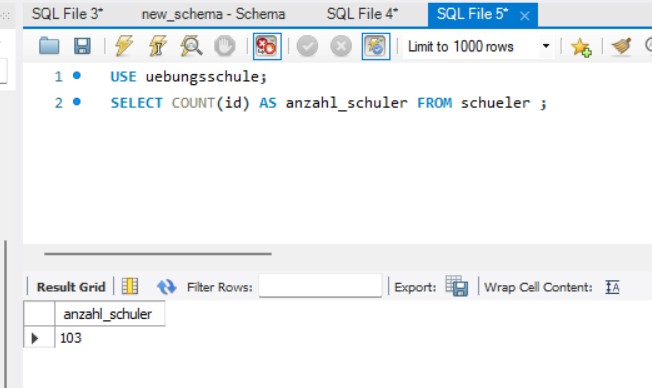 SQL File 3* new_schema - Schema SQL File 4* SQL File 5* ×
Limit to 1000 rows
1 USE uebungsschule;
2 SELECT COUNT(id) AS anzahl_schuler FROM schueler ;
Result Grid Filter Rows: Export: Wrap Cell Content: IA
anzahl_schuler
103